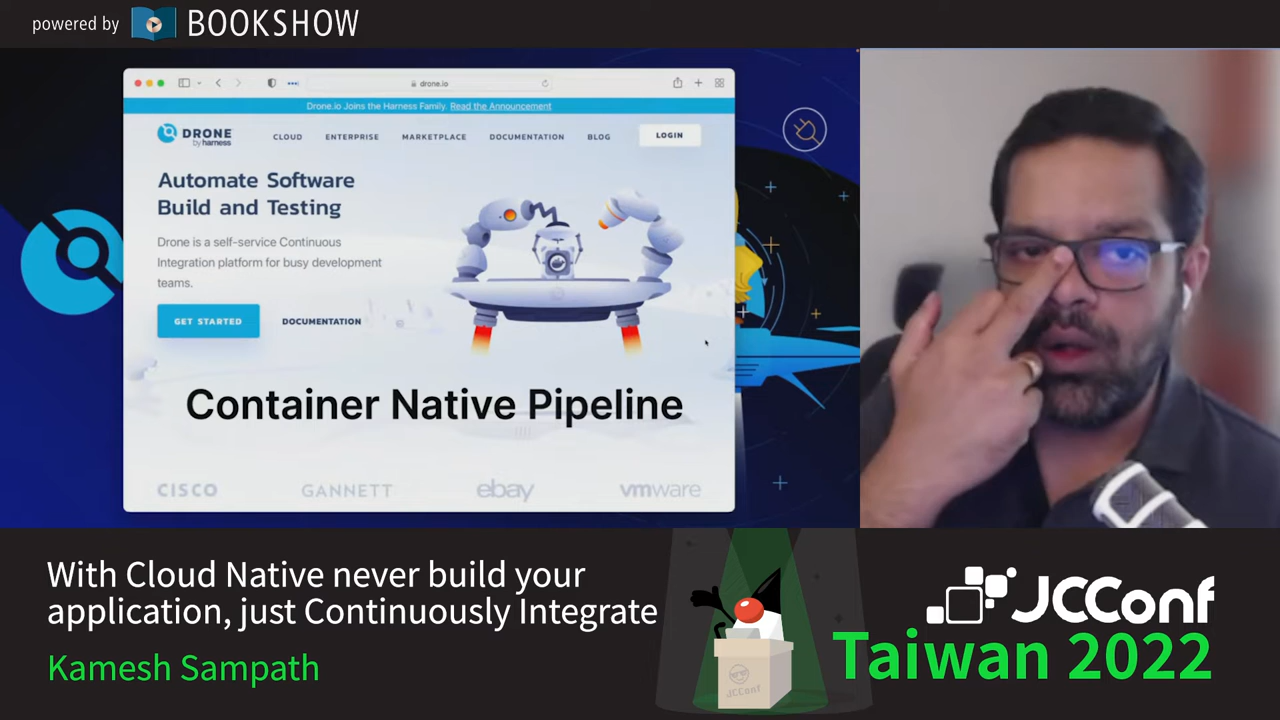 powered by BOOKSHOW
drone.io
Drone.io Joins the Harness Family. Read the Announcement
DRONE
by harness
CLOUD ENTERPRISE MARKETPLACE DOCUMENTATION BLOG LOGIN
Automate Software
Build and Testing
Drone is a self-service Continuous
Integration platform for busy development
teams.
GET STARTED DOCUMENTATION
Container Native Pipeline
CISCO GANNETT ebay vmware
With Cloud Native never build your
application, just Continuously Integrate
Kamesh Sampath
JCConf
JCConf
Taiwan 2022